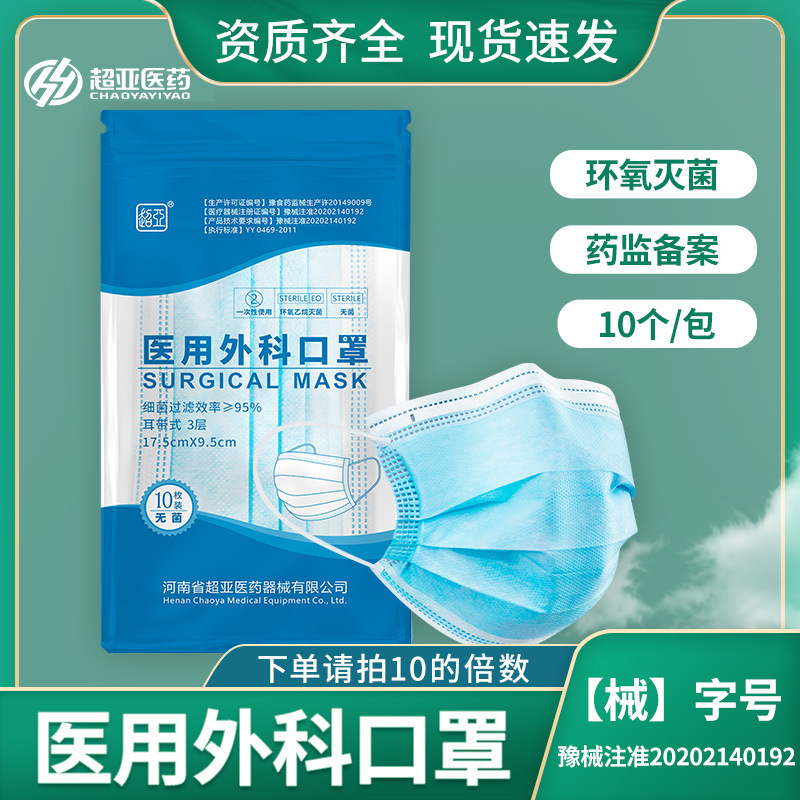 资质齐全 现货速发
超亚医药
CHAOYAYIYAO
环氧灭菌
药监备案
10个/包
超亚®
【生产许可证编号】豫食药监械生产许20149009号
【医疗器械注册证编号】豫械注准20202140192
【产品技术要求编号】豫械注准20202140192
【执行标准】YY 0469-2011
2 STERILE EO STERILE
一次性使用 环氧乙烷灭菌 无菌
医用外科口罩
SURGICAL MASK
细菌过滤效率≥95%
耳带式 3层
17.5cmX9.5cm
10枚装
无菌
河南省超亚医药器械有限公司
Henan Chaoya Medical Equipment Co., Ltd.
下单请拍10的倍数
医用外科口罩
【械】字号
豫械注准20202140192